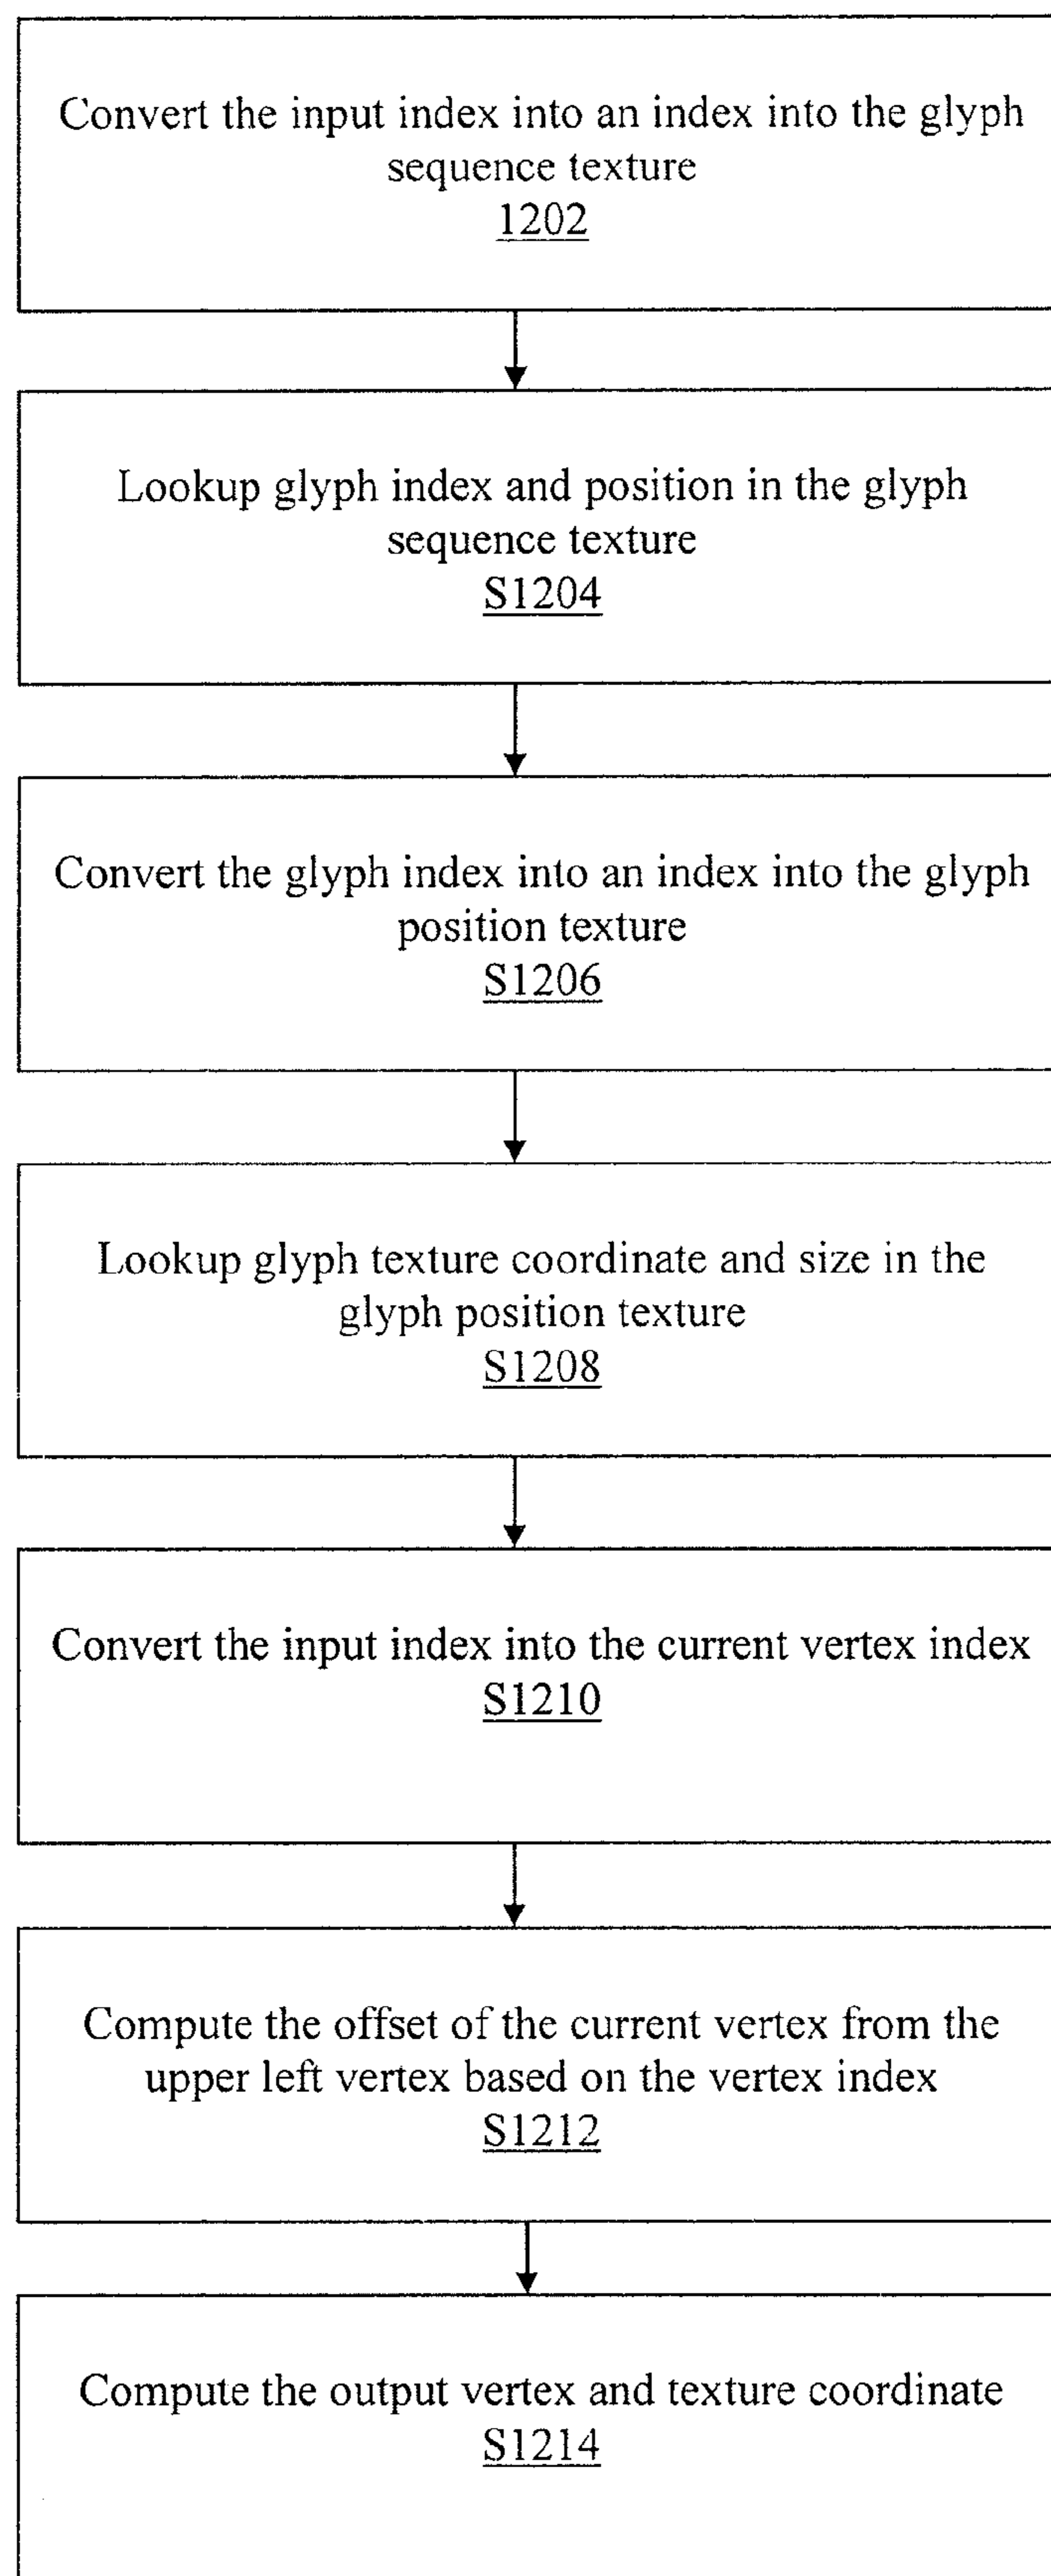 Convert the input index into an index into the glyph
sequence texture
1202
Lookup glyph index and position in the glyph
sequence texture
S1204
Convert the glyph index into an index into the glyph
position texture
S1206
Lookup glyph texture coordinate and size in the
glyph position texture
S1208
Convert the input index into the current vertex index
S1210
Compute the offset of the current vertex from the
upper left vertex based on the vertex index
S1212
Compute the output vertex and texture coordinate
S1214